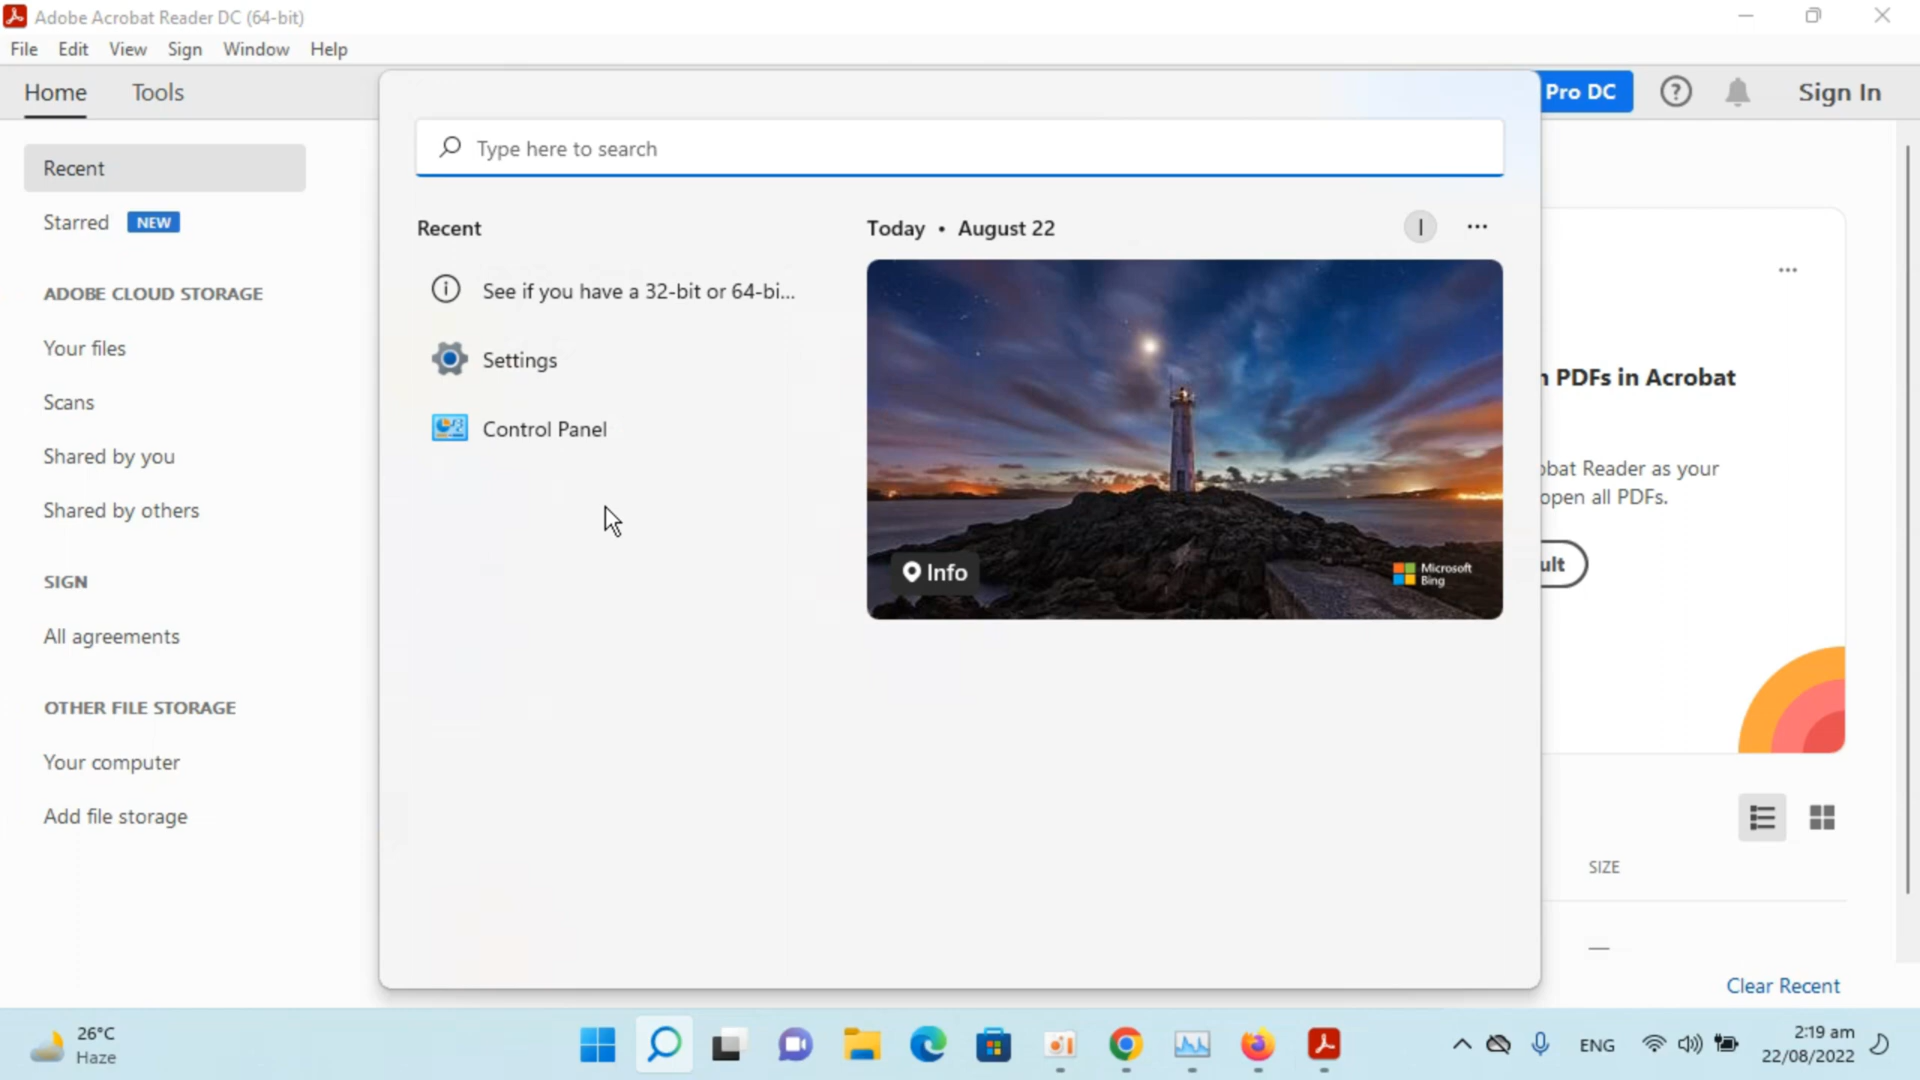 Adobe Acrobat Reader DC (64-bit)
File Edit View Sign Window Help
Home Tools
Pro DC
Sign In
Recent
Starred NEW
ADOBE CLOUD STORAGE
Your files
Scans
Shared by you
Shared by others
SIGN
All agreements
OTHER FILE STORAGE
Your computer
Add file storage
Type here to search
Recent
See if you have a 32-bit or 64-bi...
Settings
Control Panel
Today • August 22
I
Info
Microsoft
Bing
n PDFs in Acrobat
obat Reader as your
open all PDFs.
ult
SIZE
Clear Recent
26°C
Haze
ENG
2:19 am
22/08/2022